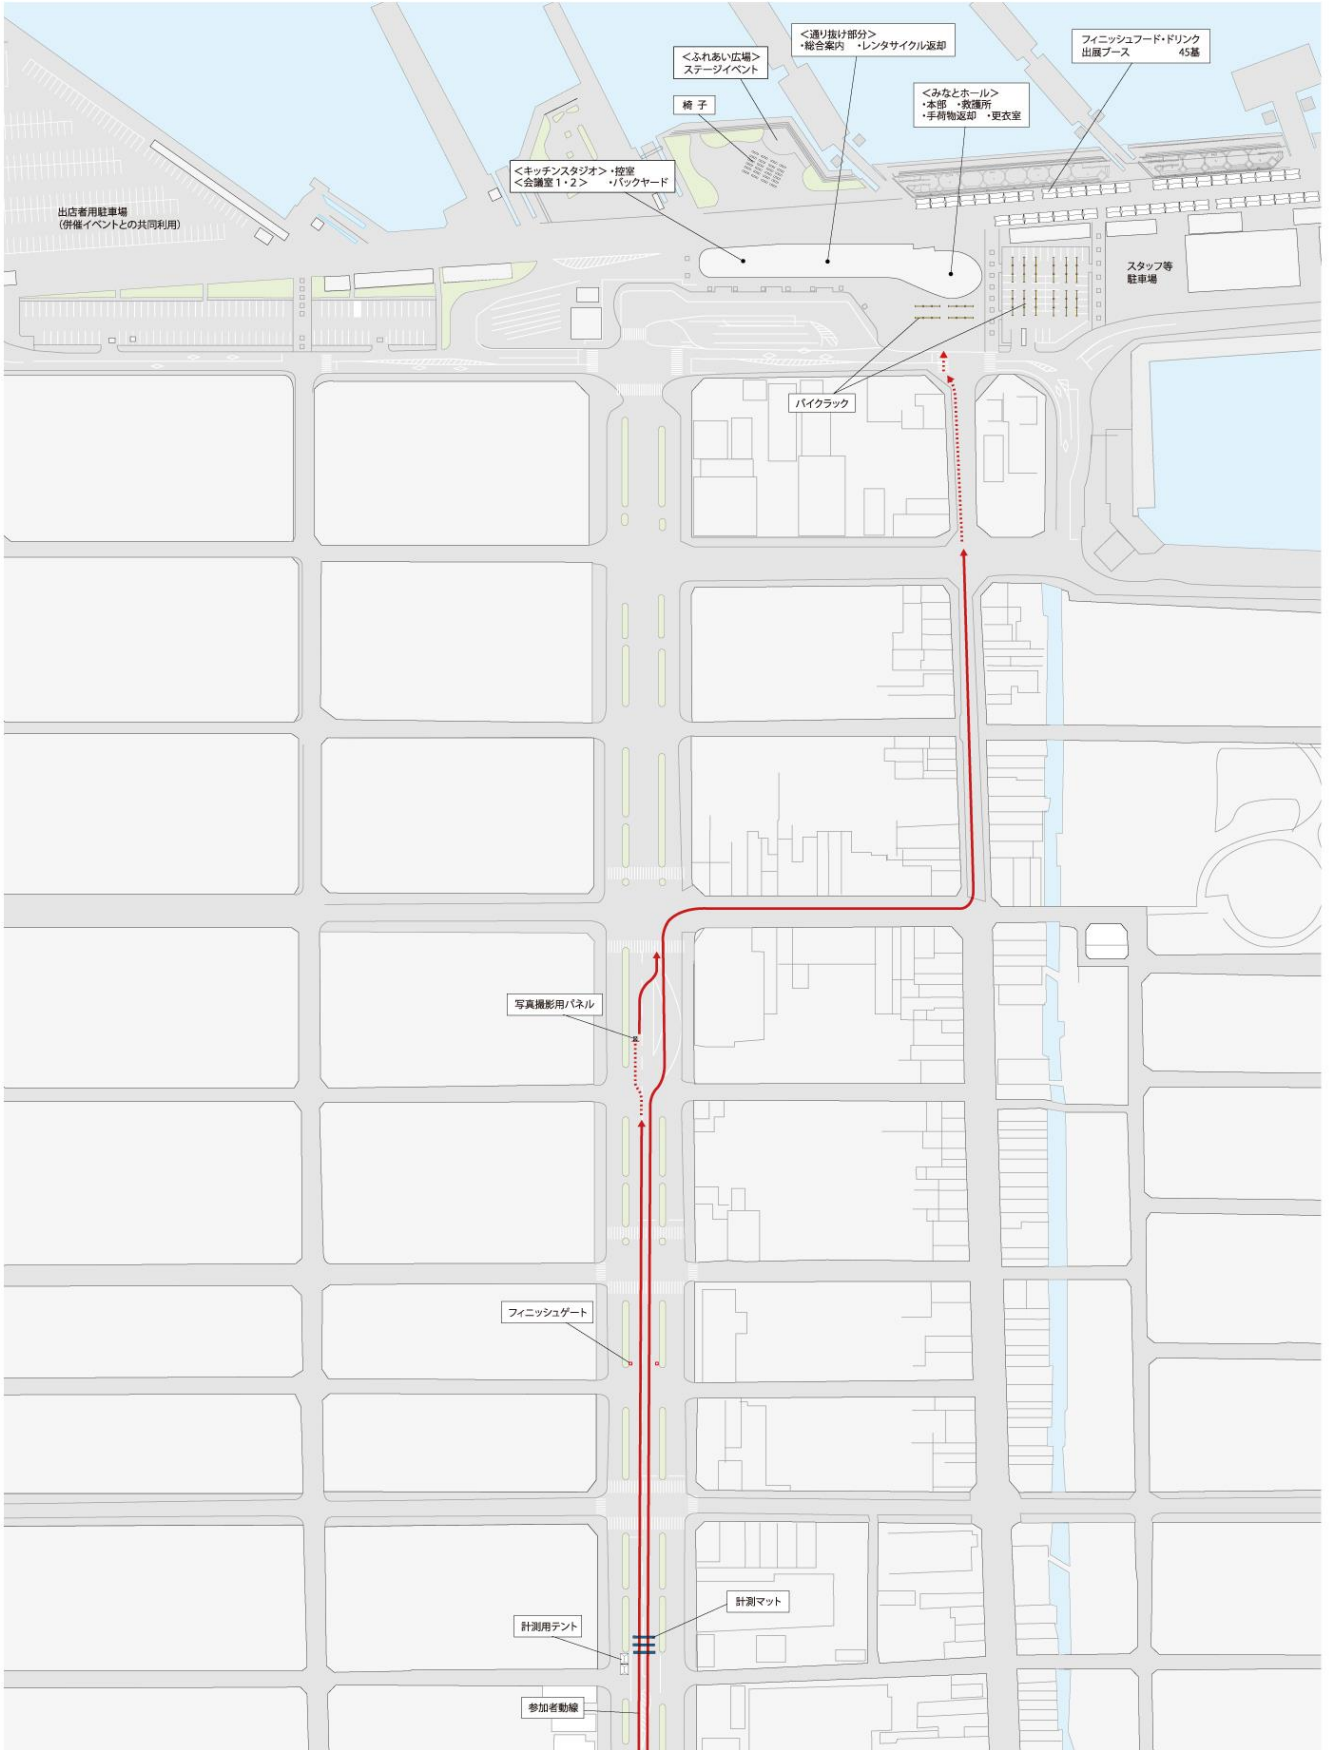 <通り抜け部分>
・総合案内　・レンタサイクル返却
フィニッシュフード・ドリンク
出展ブース　45基
<ふれあい広場>
ステージイベント
椅 子
<みなとホール>
・本部　・救護所
・手荷物返却　・更衣室
<キッチンスタジオ>・控室
<会議室1・2>　・バックヤード
出店者用駐車場
(併催イベントとの共同利用)
スタッフ等
駐車場
バイクラック
写真撮影用パネル
フィニッシュゲート
計測マット
計測用テント
参加者動線